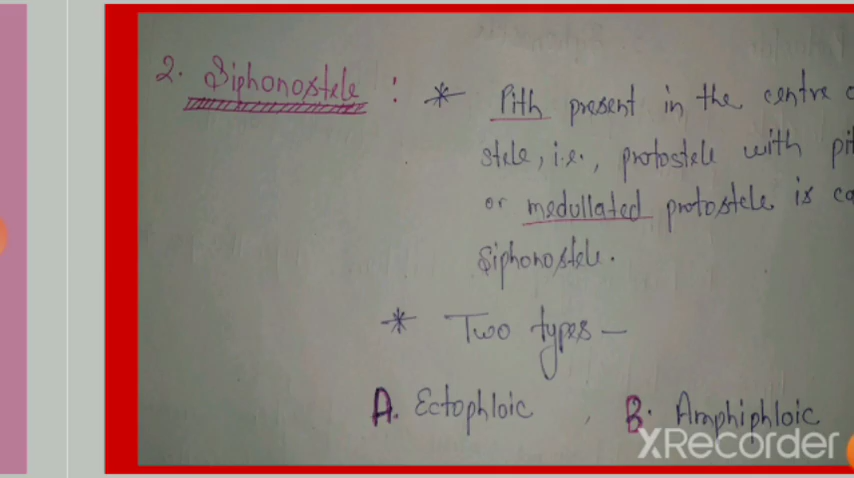 2. Siphonostele : * Pith present in the centre
stele, i.e., protostele with
or medullated protostele is
Siphonostele.
* Two types —
A. Ectophloic , B. Amphiphloic
XRecorder